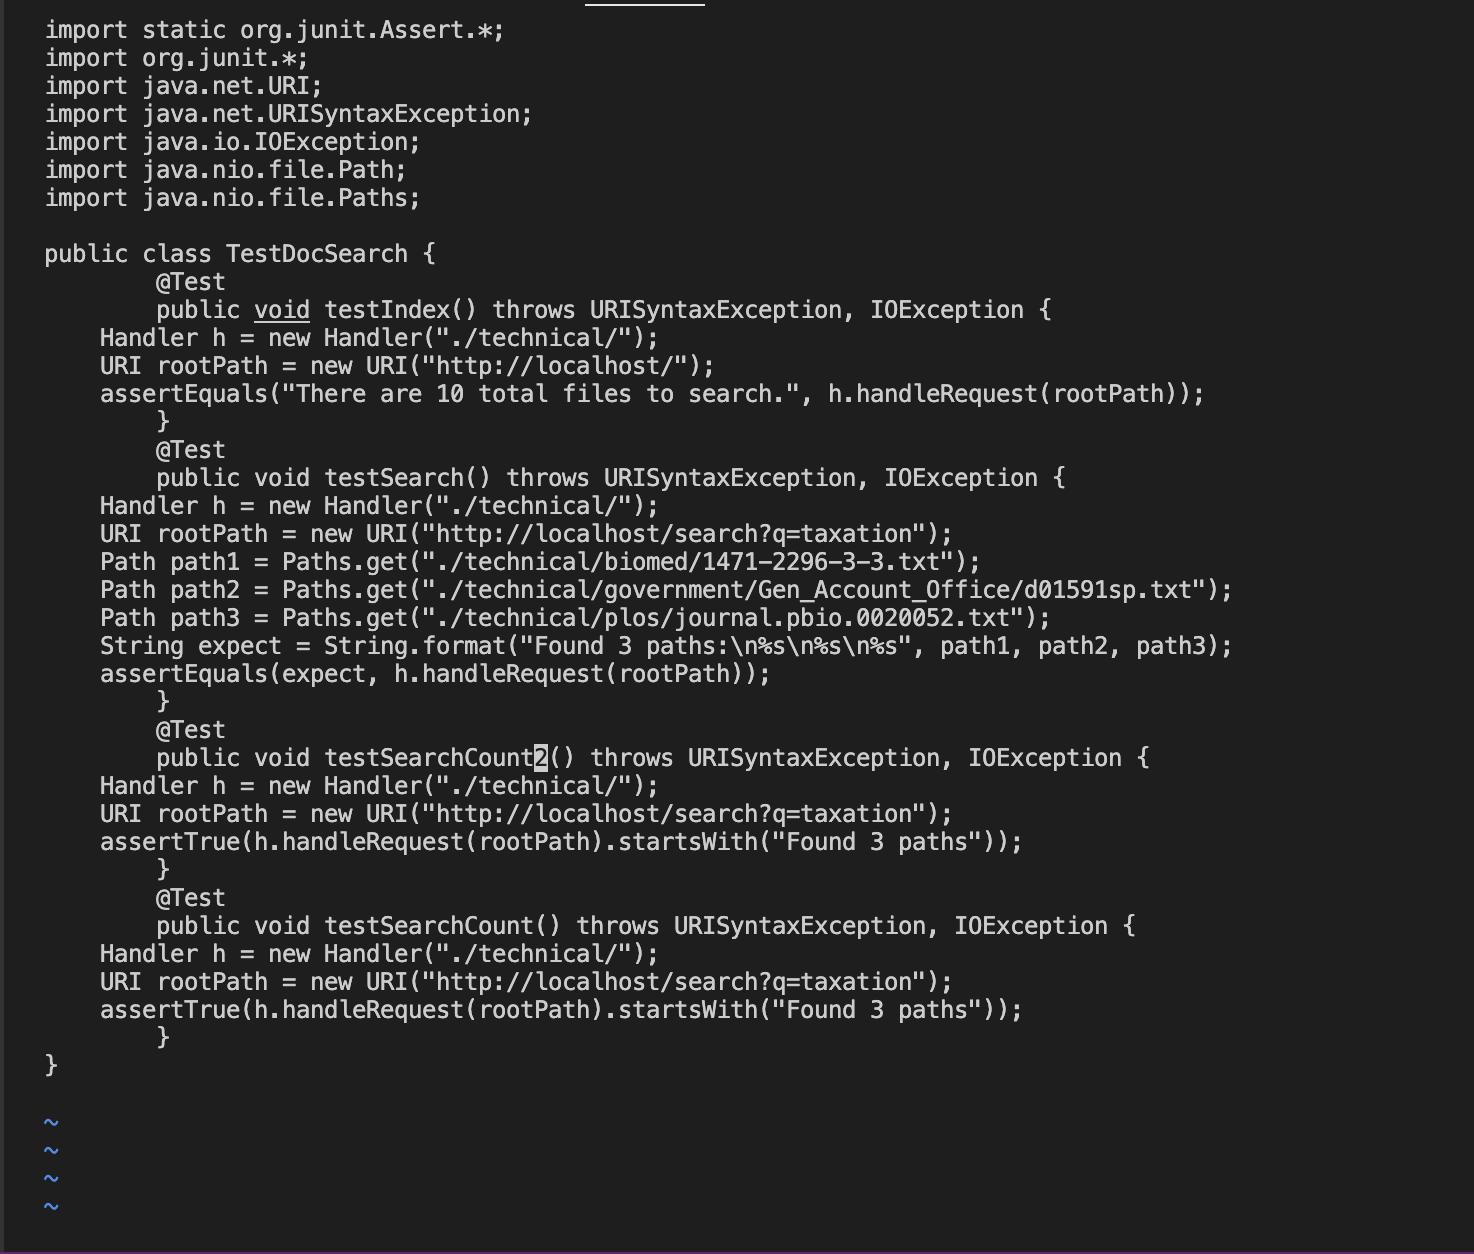 import static org.junit.Assert.*;
import org.junit.*;
import java.net.URI;
import java.net.URISyntaxException;
import java.io.IOException;
import java.nio.file.Path;
import java.nio.file.Paths;

public class TestDocSearch {
        @Test
        public void testIndex() throws URISyntaxException, IOException {
    Handler h = new Handler("./technical/");
    URI rootPath = new URI("http://localhost/");
    assertEquals("There are 10 total files to search.", h.handleRequest(rootPath));
        }
        @Test
        public void testSearch() throws URISyntaxException, IOException {
    Handler h = new Handler("./technical/");
    URI rootPath = new URI("http://localhost/search?q=taxation");
    Path path1 = Paths.get("./technical/biomed/1471-2296-3-3.txt");
    Path path2 = Paths.get("./technical/government/Gen_Account_Office/d01591sp.txt");
    Path path3 = Paths.get("./technical/plos/journal.pbio.0020052.txt");
    String expect = String.format("Found 3 paths:\n%s\n%s\n%s", path1, path2, path3);
    assertEquals(expect, h.handleRequest(rootPath));
        }
        @Test
        public void testSearchCount2() throws URISyntaxException, IOException {
    Handler h = new Handler("./technical/");
    URI rootPath = new URI("http://localhost/search?q=taxation");
    assertTrue(h.handleRequest(rootPath).startsWith("Found 3 paths"));
        }
        @Test
        public void testSearchCount() throws URISyntaxException, IOException {
    Handler h = new Handler("./technical/");
    URI rootPath = new URI("http://localhost/search?q=taxation");
    assertTrue(h.handleRequest(rootPath).startsWith("Found 3 paths"));
        }
}

~
~
~
~